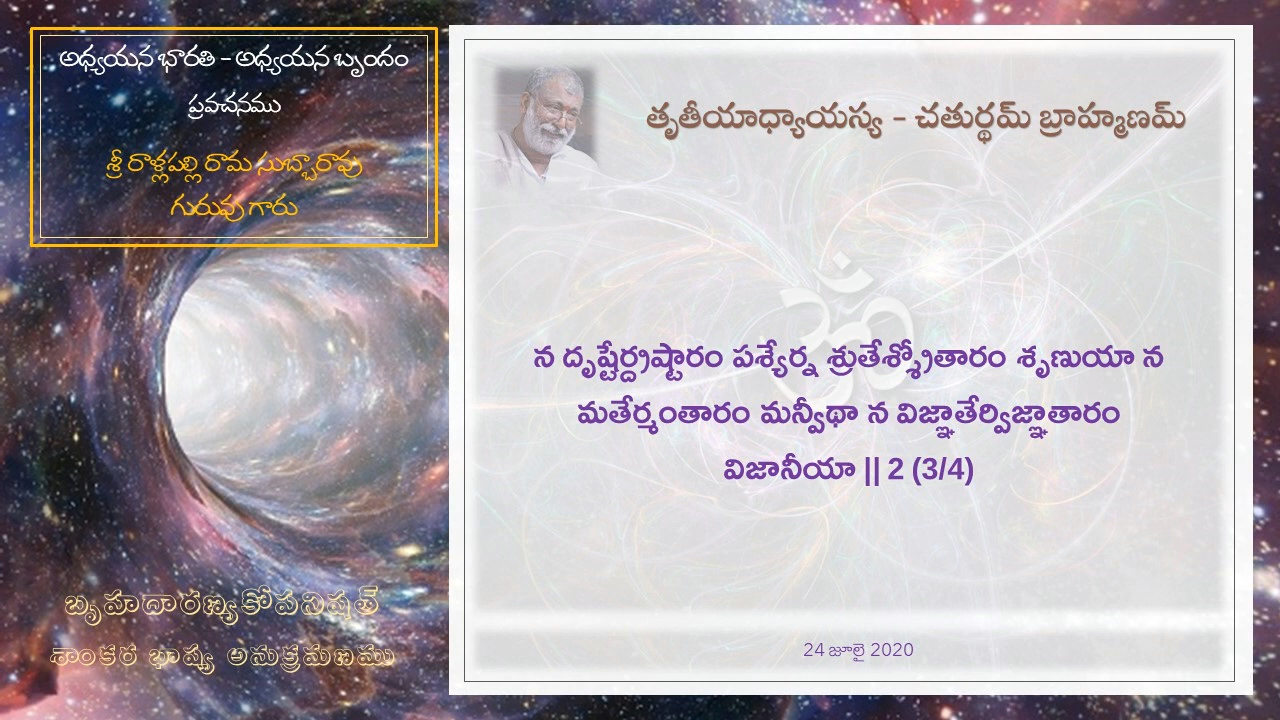 అధ్యయన భారతి - అధ్యయన బృందం
ప్రవచనము
శ్రీ రాళ్లపల్లి రామ సుబ్బారావు
గురువు గారు
తృతీయాధ్యాయస్య - చతుర్థమ్ బ్రాహ్మణమ్
ॐ
న దృష్టేర్ద్రష్టారం పశ్యేర్న శ్రుతేశ్శ్రోతారం శృణుయా న
మతేర్మంతారం మన్వీథా న విజ్ఞాతేర్విజ్ఞాతారం
విజానీయా || 2 (3/4)
బృహదారణ్యకోపనిషత్
శాంకర భాష్య అనుక్రమణము
24 జూలై 2020